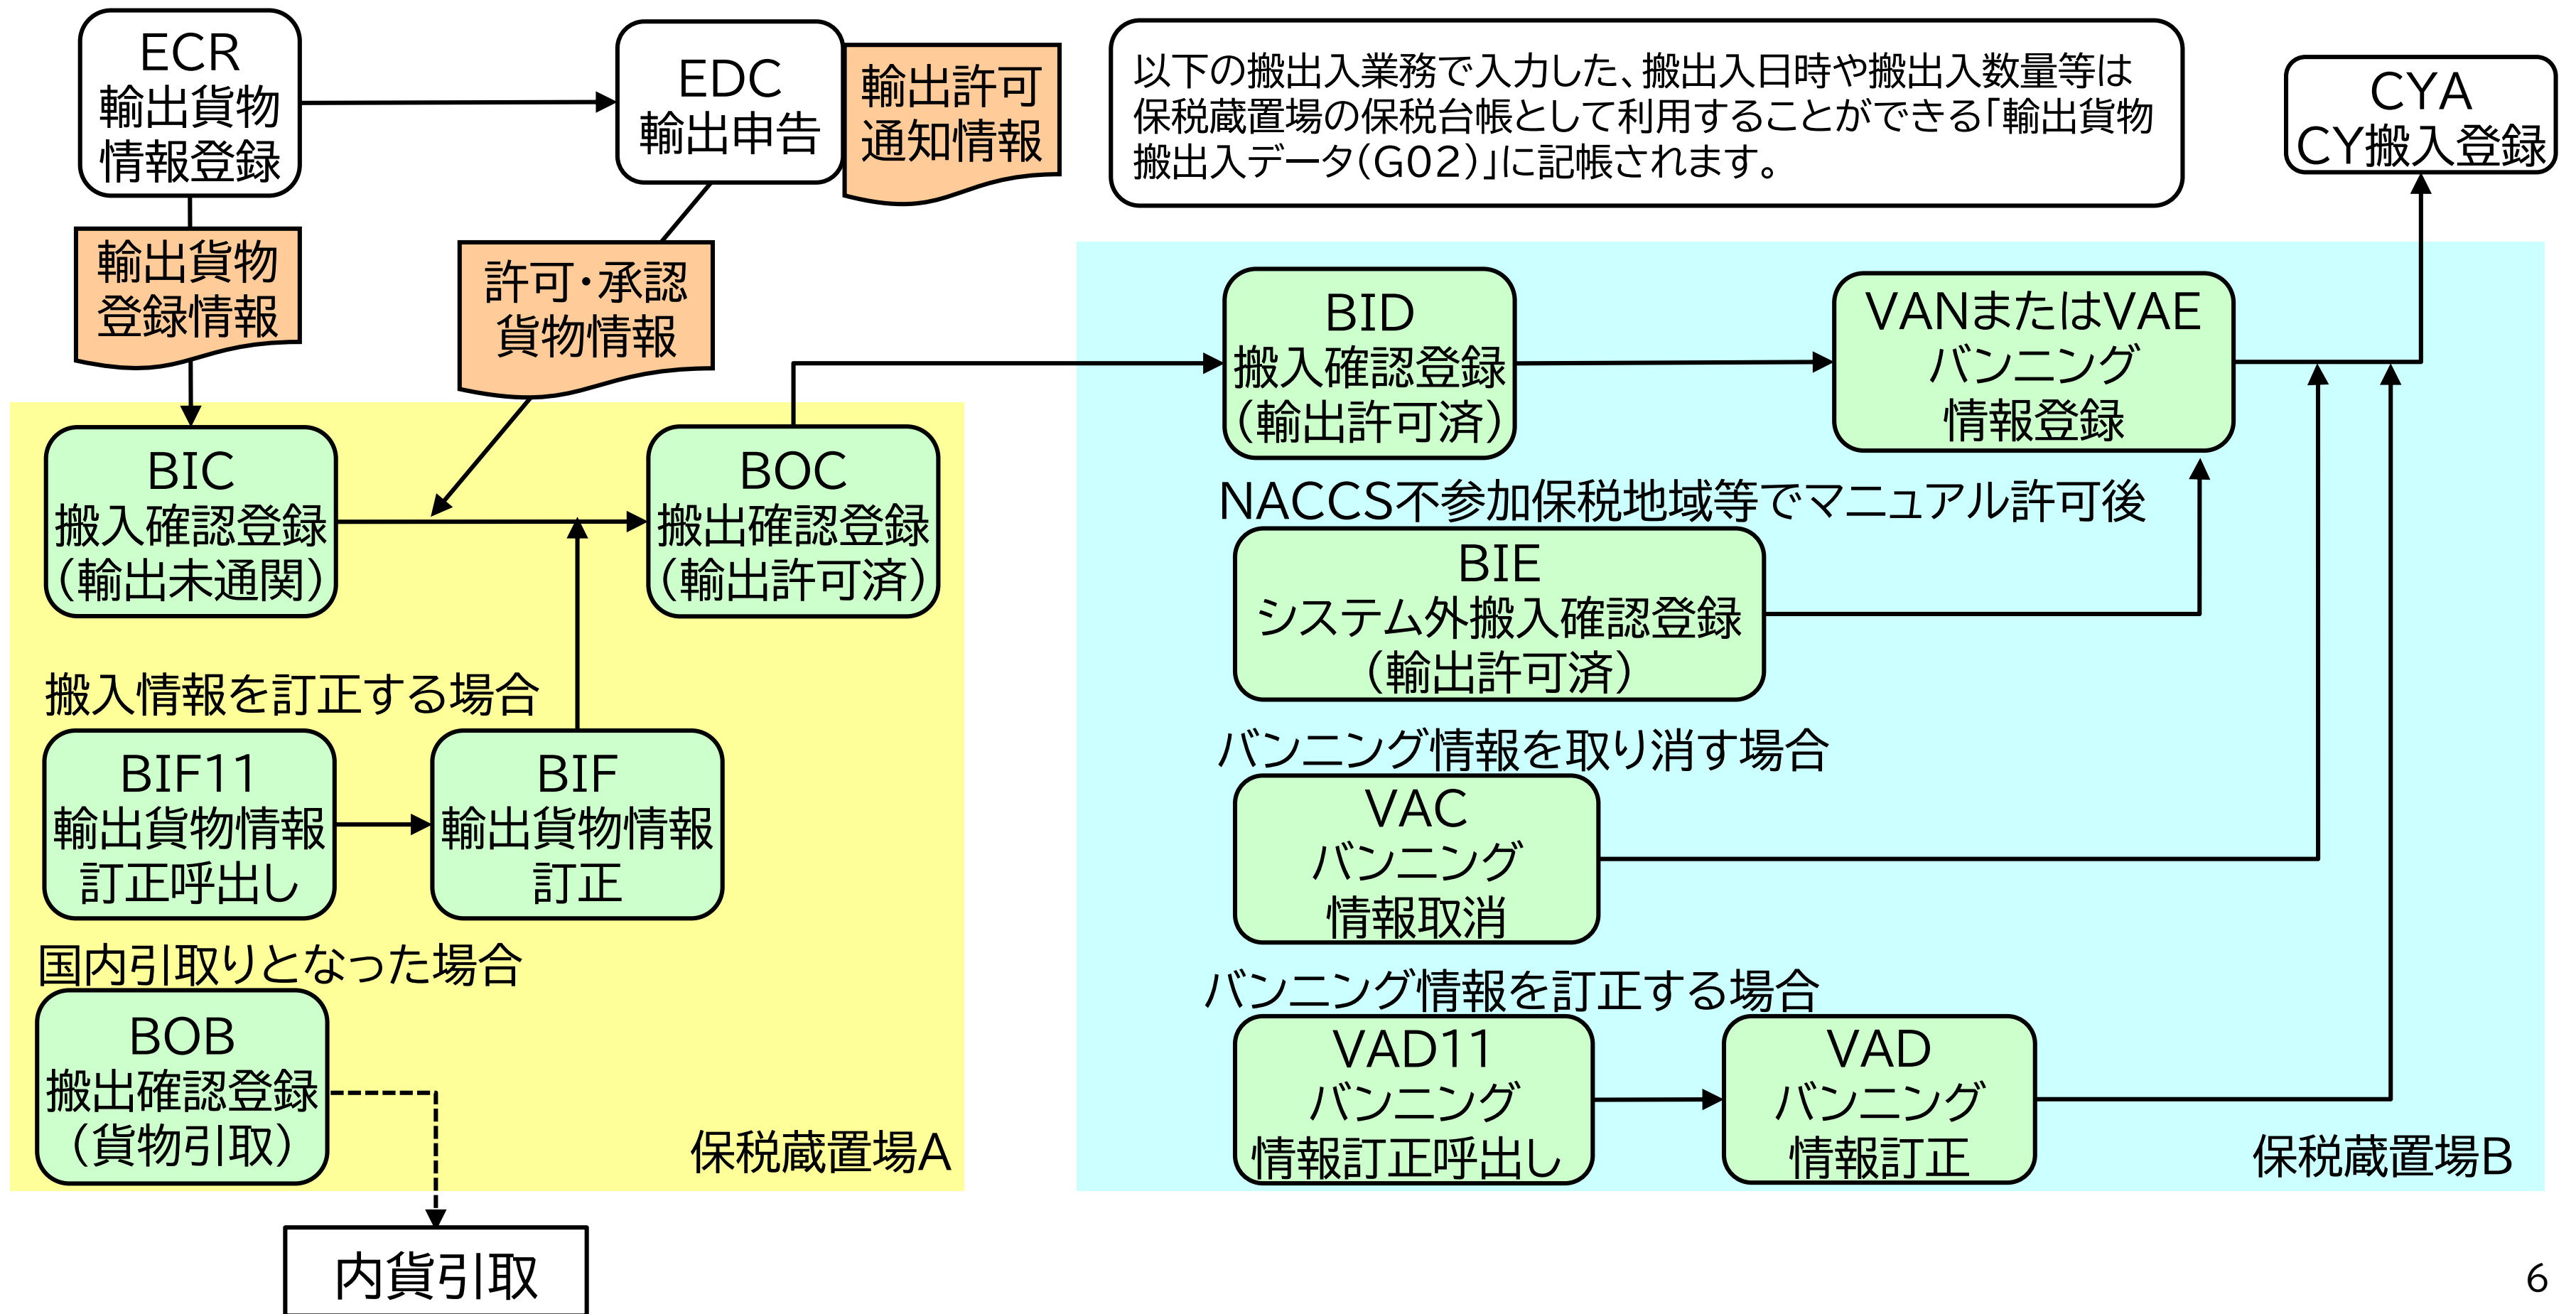 ECR
輸出貨物
情報登録
EDC
輸出申告
輸出許可
通知情報
以下の搬出入業務で入力した、搬出入日時や搬出入数量等は
保税蔵置場の保税台帳として利用することができる「輸出貨物
搬出入データ(G02)」に記帳されます。
CYA
CY搬入登録
輸出貨物
登録情報
許可・承認
貨物情報
BIC
搬入確認登録
(輸出未通関)
BOC
搬出確認登録
(輸出許可済)
搬入情報を訂正する場合
BIF11
輸出貨物情報
訂正呼出し
BIF
輸出貨物情報
訂正
国内引取りとなった場合
BOB
搬出確認登録
(貨物引取)
保税蔵置場A
内貨引取
BID
搬入確認登録
(輸出許可済)
VANまたはVAE
バンニング
情報登録
NACCS不参加保税地域等でマニュアル許可後
BIE
システム外搬入確認登録
(輸出許可済)
バンニング情報を取り消す場合
VAC
バンニング
情報取消
バンニング情報を訂正する場合
VAD11
バンニング
情報訂正呼出し
VAD
バンニング
情報訂正
保税蔵置場B
6